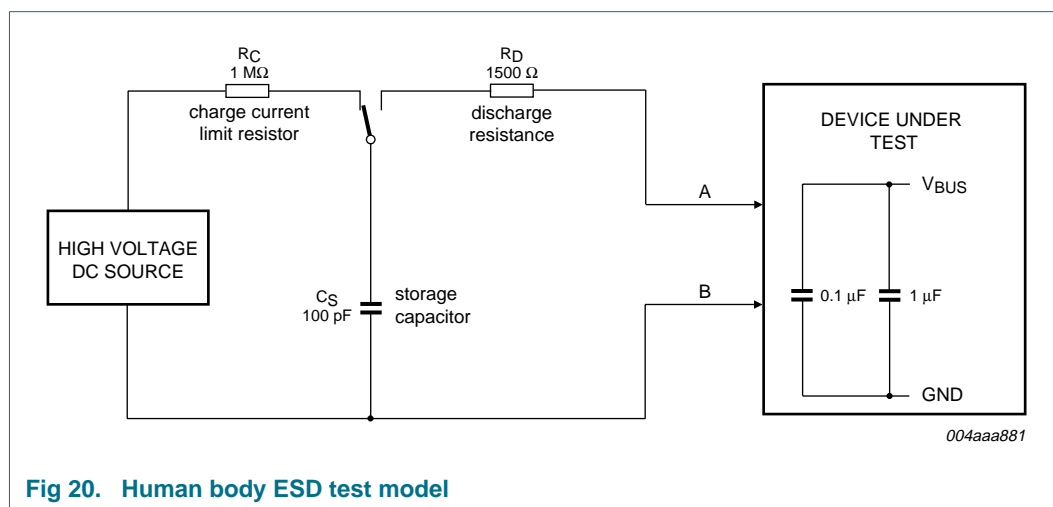 RC
1 MΩ
charge current
limit resistor
RD
1500 Ω
discharge
resistance
DEVICE UNDER
TEST
A
VBUS
HIGH VOLTAGE
DC SOURCE
CS
100 pF
storage
capacitor
B
0.1 μF
1 μF
GND
004aaa881
Fig 20. Human body ESD test model